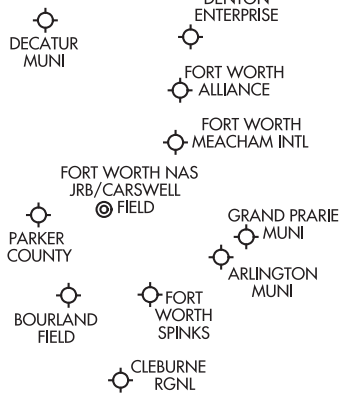 DENTON
ENTERPRISE
DECATUR
MUNI
FORT WORTH
ALLIANCE
FORT WORTH
MEACHAM INTL
FORT WORTH NAS
JRB/CARSWELL
FIELD
GRAND PRARIE
MUNI
PARKER
COUNTY
ARLINGTON
MUNI
BOURLAND
FIELD
FORT
WORTH
SPINKS
CLEBURNE
RGNL